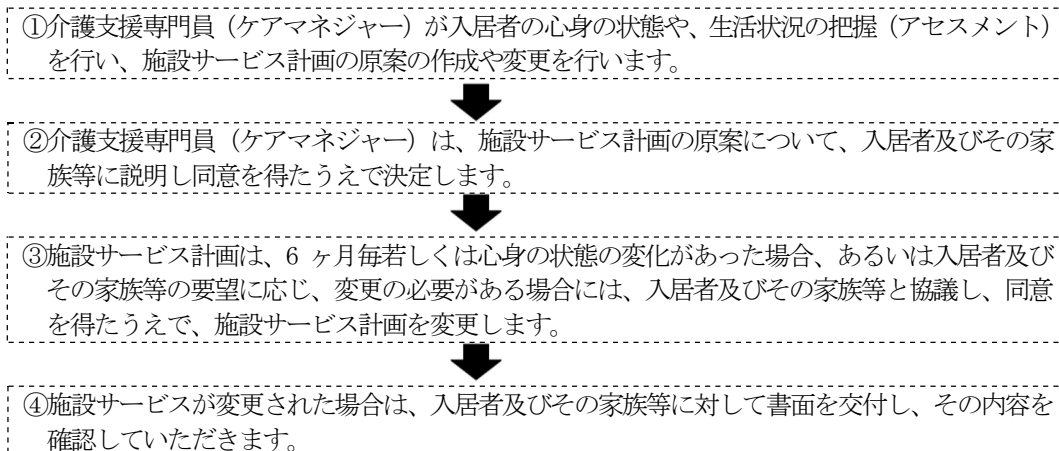 ①介護支援専門員（ケアマネジャー）が入居者の心身の状態や、生活状況の把握（アセスメント）
を行い、施設サービス計画の原案の作成や変更を行います。
②介護支援専門員（ケアマネジャー）は、施設サービス計画の原案について、入居者及びその家
族等に説明し同意を得たうえで決定します。
③施設サービス計画は、6 ヶ月毎若しくは心身の状態の変化があった場合、あるいは入居者及び
その家族等の要望に応じ、変更の必要がある場合には、入居者及びその家族等と協議し、同意
を得たうえで、施設サービス計画を変更します。
④施設サービスが変更された場合は、入居者及びその家族等に対して書面を交付し、その内容を
確認していただきます。